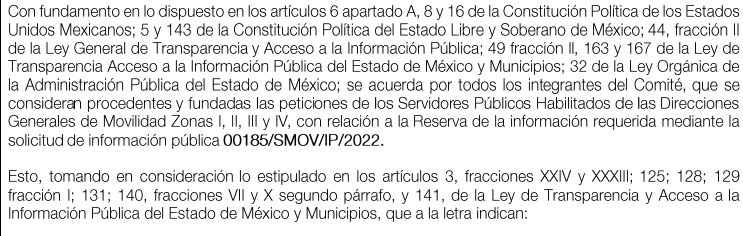 Con fundamento en lo dispuesto en los artículos 6 apartado A, 8 y 16 de la Constitución Política de los Estados
Unidos Mexicanos; 5 y 143 de la Constitución Política del Estado Libre y Soberano de México; 44, fracción II
de la Ley General de Transparencia y Acceso a la Información Pública; 49 fracción II, 163 y 167 de la Ley de
Transparencia Acceso a la Información Pública del Estado de México y Municipios; 32 de la Ley Orgánica de
la Administración Pública del Estado de México; se acuerda por todos los integrantes del Comité, que se
consideran procedentes y fundadas las peticiones de los Servidores Públicos Habilitados de las Direcciones
Generales de Movilidad Zonas I, II, III y IV, con relación a la Reserva de la información requerida mediante la
solicitud de información pública 00185/SMOV/IP/2022.
Esto, tomando en consideración lo estipulado en los artículos 3, fracciones XXIV y XXXIII; 125; 128; 129
fracción I; 131; 140, fracciones VII y X segundo párrafo, y 141, de la Ley de Transparencia y Acceso a la
Información Pública del Estado de México y Municipios, que a la letra indican: